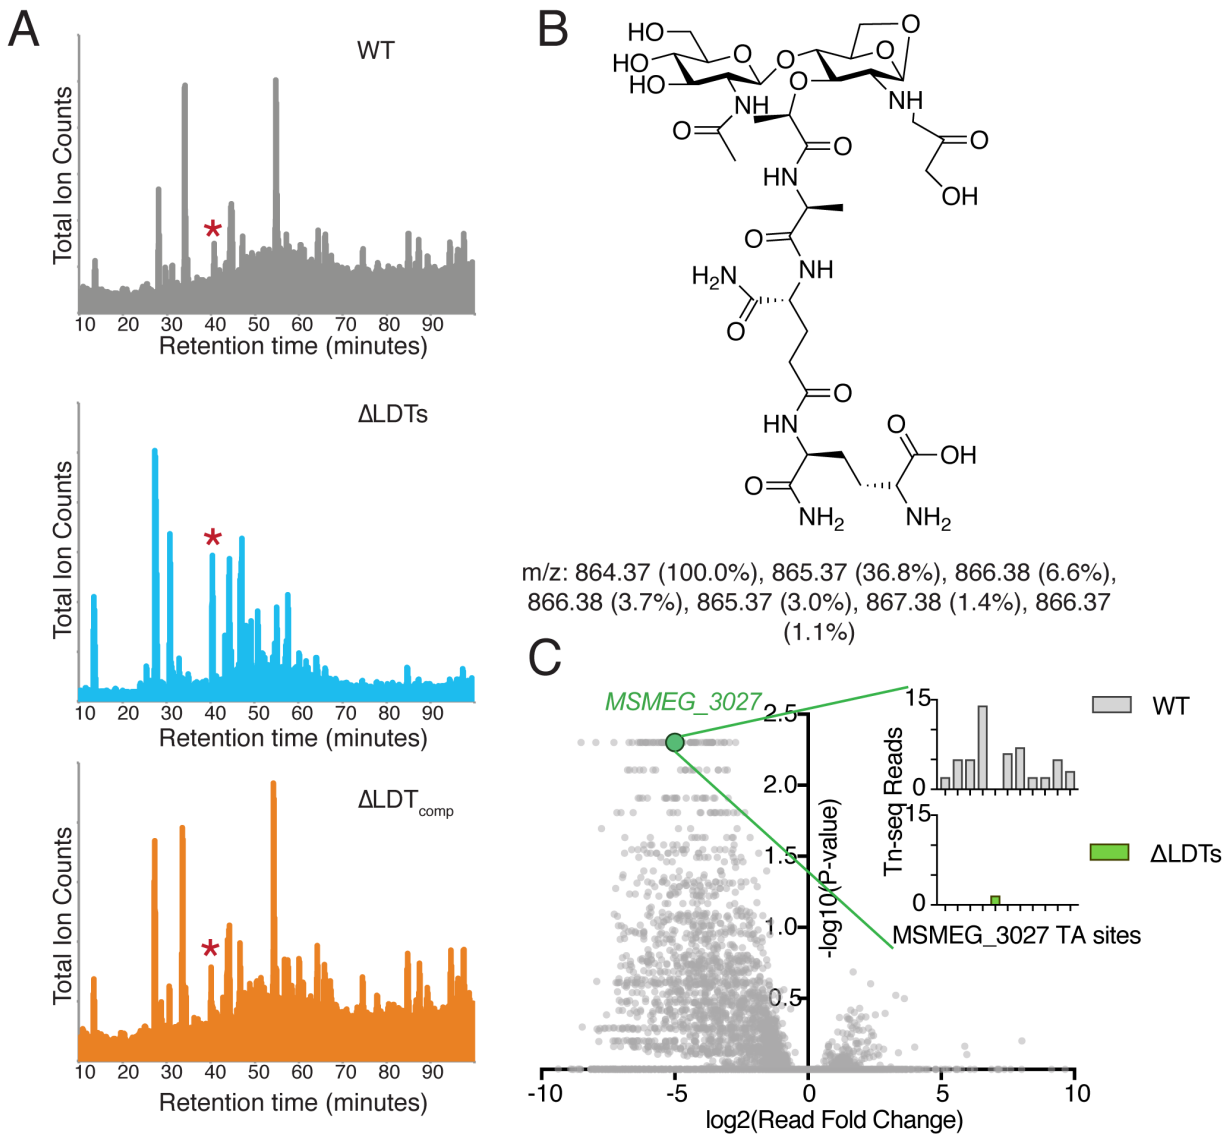 A
WT
Total Ion Counts
10 20 30 40 50 60 70 80 90
Retention time (minutes)
*
ΔLDTs
Total Ion Counts
10 20 30 40 50 60 70 80 90
Retention time (minutes)
*
ΔLDTcomp
Total Ion Counts
10 20 30 40 50 60 70 80 90
Retention time (minutes)
*
B
HO
O
HO
O
O
O
HO
O
NH
O
NH
O
O
O
HN
OH
O
NH
H2N
O
O
HN
O
OH
O
NH2
NH2
m/z: 864.37 (100.0%), 865.37 (36.8%), 866.38 (6.6%),
866.38 (3.7%), 865.37 (3.0%), 867.38 (1.4%), 866.37
(1.1%)
C
MSMEG_3027
2.5
2.0
1.5
1.0
0.5
-log10(P-value)
-10 -5 0 5 10
log2(Read Fold Change)
15
0
15
0
Tn-seq Reads
WT
ΔLDTs
MSMEG_3027 TA sites